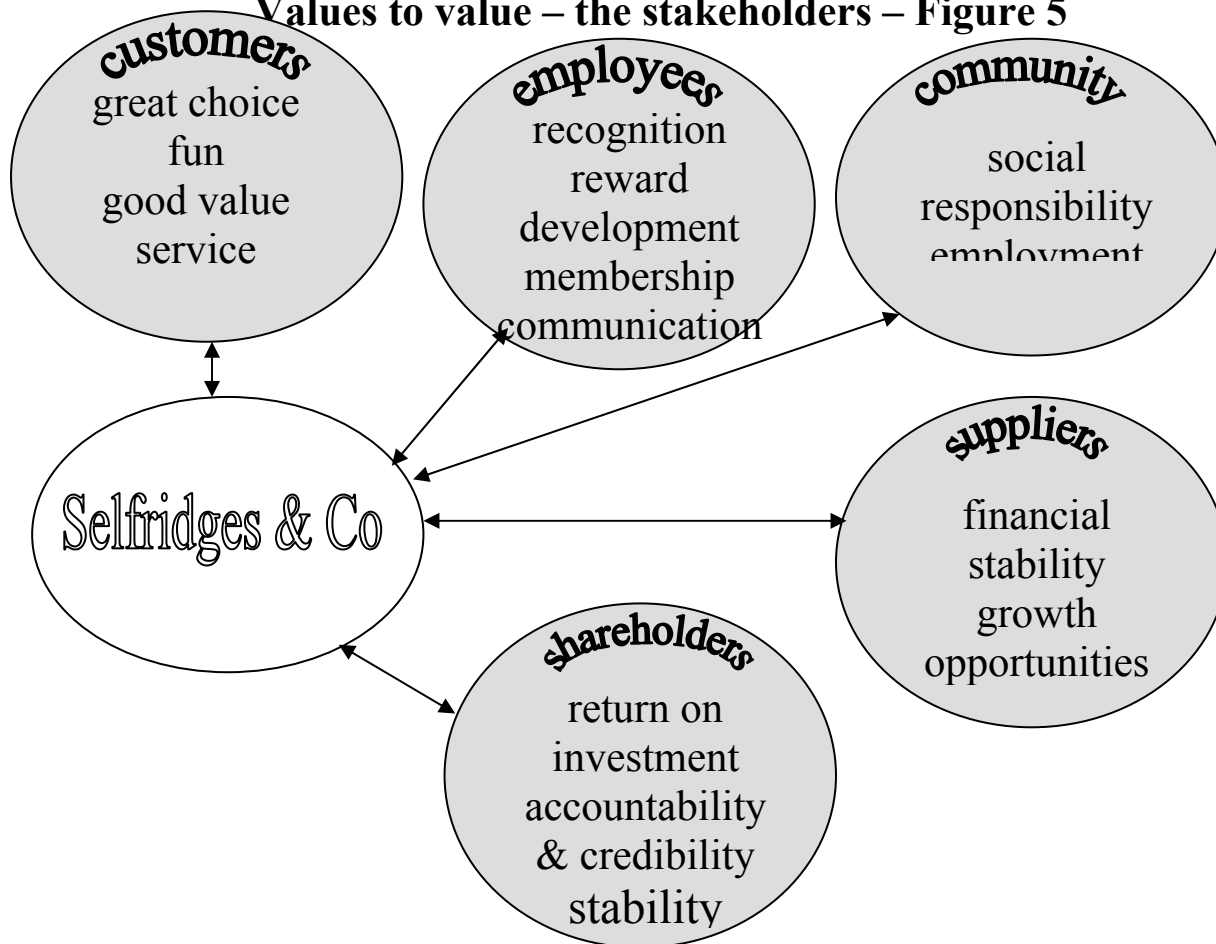 Values to value – the stakeholders – Figure 5
customers
great choice
fun
good value
service
employees
recognition
reward
development
membership
communication
community
social
responsibility
employment
Selfridges & Co
suppliers
financial
stability
growth
opportunities
shareholders
return on
investment
accountability
& credibility
stability